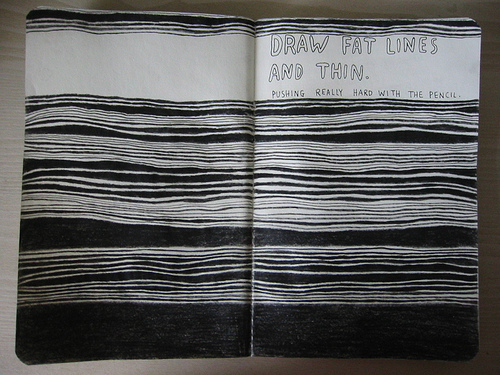 DRAW FAT LINES
AND THIN.
PUSHING REALLY HARD WITH THE PENCIL.